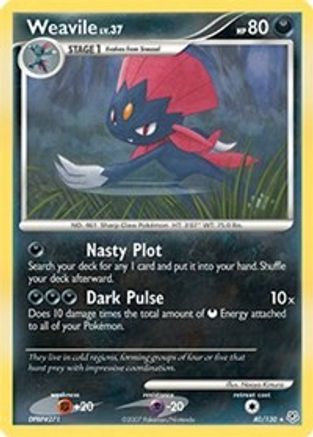 Weavile LV.37 HP 80
STAGE 1 Evolves from Sneasel
NO. 461 Sharp Claw Pokémon. HT: 3'07" WT: 75.0 lbs.
Nasty Plot
Search your deck for any 1 card and put it into your hand. Shuffle
your deck afterward.
Dark Pulse 10×
Does 10 damage times the total amount of Energy attached
to all of your Pokémon.
They live in cold regions, forming groups of four or five that
hunt prey with impressive coordination.
Illus. Naoyo Kimura
weakness resistance retreat cost
+20 -20
©2007 Pokémon/Nintendo 40/130